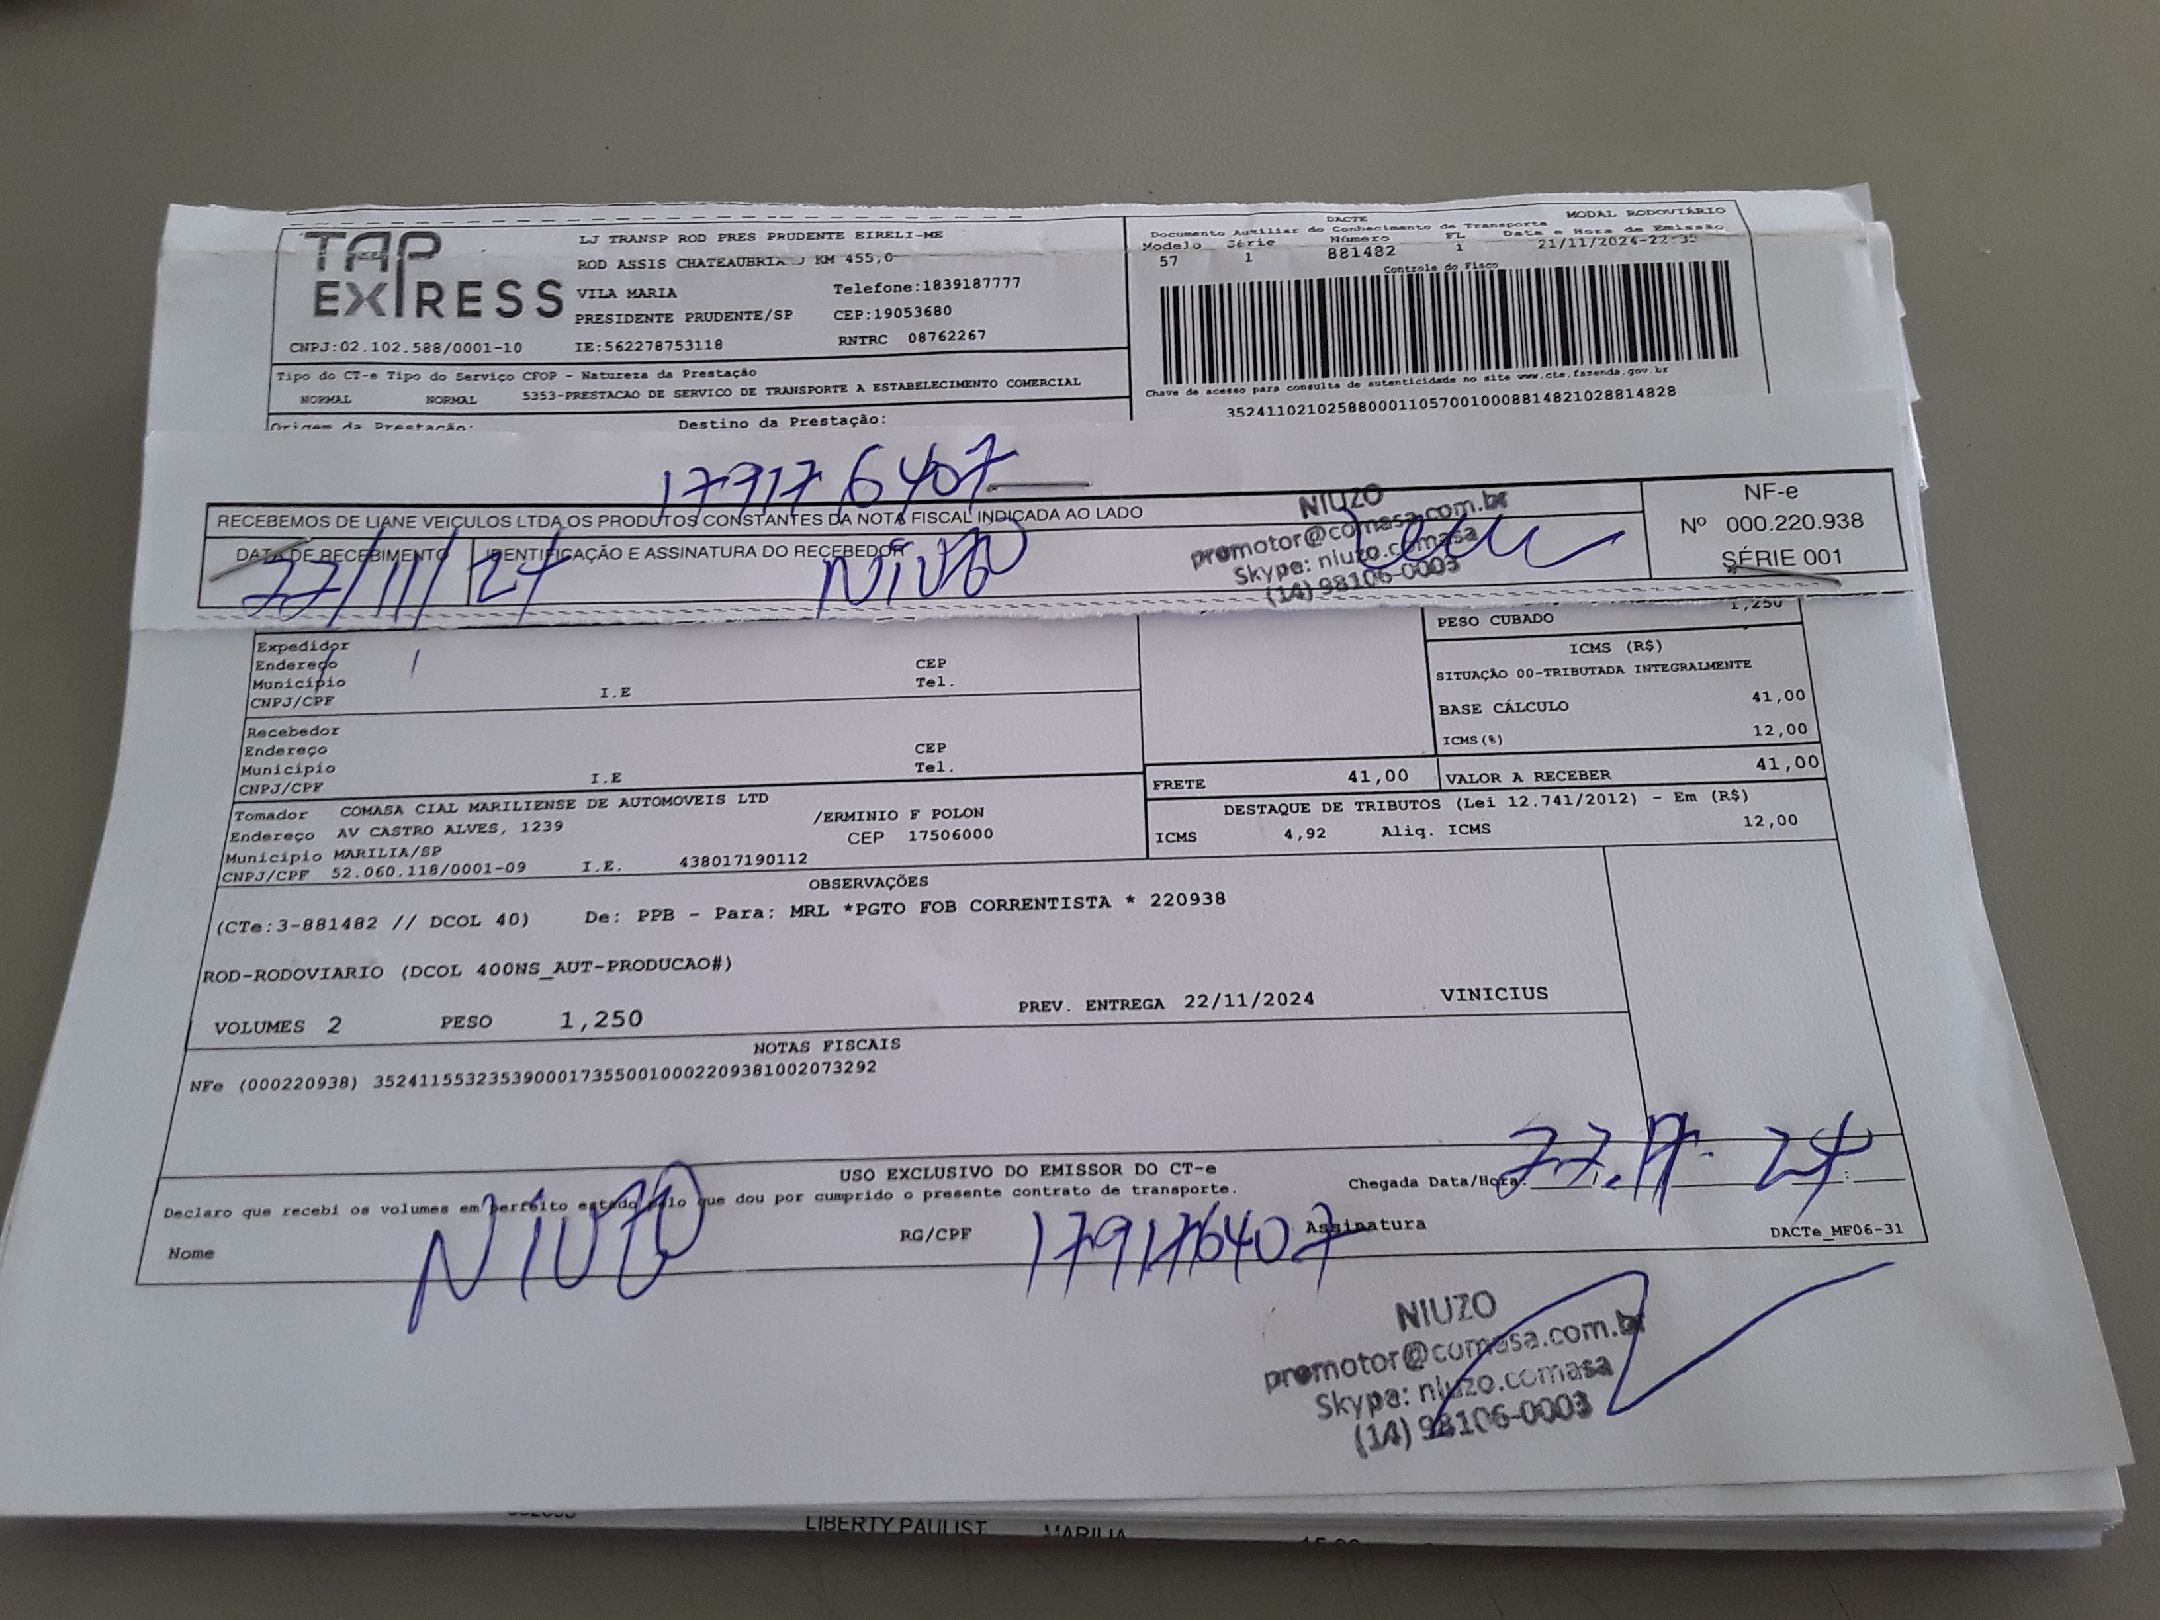 TAP EXPRESS
LJ TRANSP ROD PRES PRUDENTE EIRELI-ME
ROD ASSIS CHATEAUBRIA J KM 455,0
VILA MARIA Telefone:1839187777
PRESIDENTE PRUDENTE/SP CEP:19053680
CNPJ:02.102.588/0001-10 IE:562278753118 RNTRC 08762267
DACTE MODAL RODOVIÁRIO
Documento Auxiliar do Conhecimento de Transporte
Modelo Série Número FL Data e Hora de Emissão
57 1 881482 1 21/11/2024-22:35
Controle do Fisco
Chave de acesso para consulta de autenticidade no site www.cte.fazenda.gov.br
35241102102588000110570010008814821028814828
Tipo do CT-e Tipo do Serviço CFOP - Natureza da Prestação
NORMAL NORMAL 5353-PRESTACAO DE SERVICO DE TRANSPORTE A ESTABELECIMENTO COMERCIAL
Origem da Prestação: Destino da Prestação:
179176407
RECEBEMOS DE LIANE VEICULOS LTDA OS PRODUTOS CONSTANTES DA NOTA FISCAL INDICADA AO LADO
DATA DE RECEBIMENTO IDENTIFICAÇÃO E ASSINATURA DO RECEBEDOR
22/11/24 NiUZO
NIUZO
promotor@comasa.com.br
Skype: niuzo.comasa
(14) 98106-0003
NF-e
Nº 000.220.938
SÉRIE 001
Expedidor
Endereço CEP
Município Tel.
CNPJ/CPF I.E
Recebedor
Endereço CEP
Município Tel.
CNPJ/CPF I.E
1,250
PESO CUBADO
ICMS (R$)
SITUAÇÃO 00-TRIBUTADA INTEGRALMENTE
BASE CÁLCULO 41,00
ICMS(%) 12,00
FRETE 41,00 VALOR A RECEBER 41,00
DESTAQUE DE TRIBUTOS (Lei 12.741/2012) - Em (R$)
ICMS 4,92 Aliq. ICMS 12,00
Tomador COMASA CIAL MARILIENSE DE AUTOMOVEIS LTD
Endereço AV CASTRO ALVES, 1239 /ERMINIO F POLON
Município MARILIA/SP CEP 17506000
CNPJ/CPF 52.060.118/0001-09 I.E. 438017190112
OBSERVAÇÕES
(CTe:3-881482 // DCOL 40) De: PPB - Para: MRL *PGTO FOB CORRENTISTA * 220938
ROD-RODOVIARIO (DCOL 400NS_AUT-PRODUCAO#)
VOLUMES 2 PESO 1,250 PREV. ENTREGA 22/11/2024 VINICIUS
NOTAS FISCAIS
NFe (000220938) 35241155323539000173550010002209381002073292
USO EXCLUSIVO DO EMISSOR DO CT-e
Declaro que recebi os volumes em perfeito estado pelo que dou por cumprido o presente contrato de transporte.
Chegada Data/Hora: 22.11.24 :
Nome NiUZO RG/CPF 179176407 Assinatura
DACTe_MF06-31
NIUZO
promotor@comasa.com.br
Skype: niuzo.comasa
(14) 98106-0003
LIBERTY PAULIST MARILIA